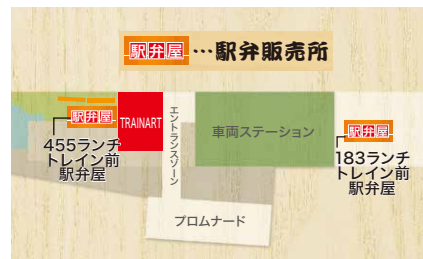 駅弁屋 …駅弁販売所
駅弁屋
TRAINART
エントランスゾーン
車両ステーション
駅弁屋
455ランチ
トレイン前
駅弁屋
183ランチ
トレイン前
駅弁屋
プロムナード